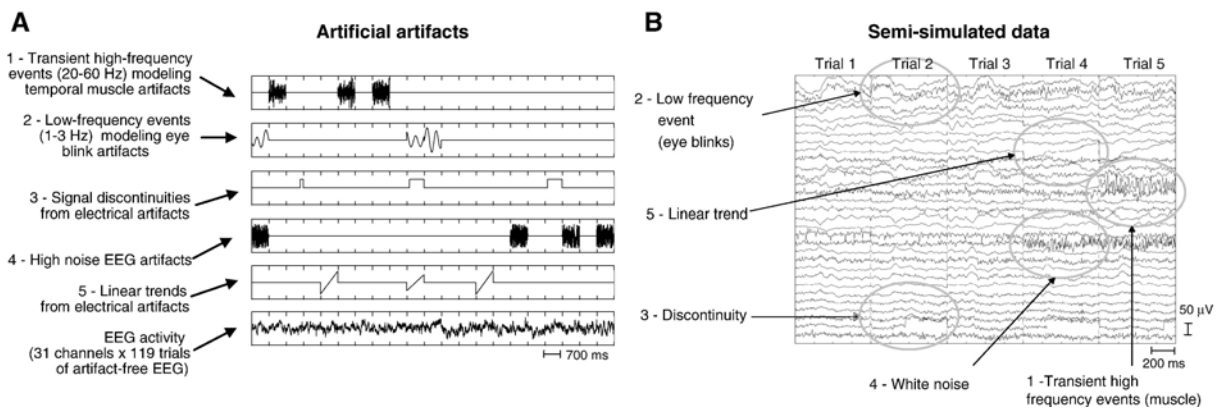 A
Artificial artifacts
1 - Transient high-frequency
events (20-60 Hz) modeling
temporal muscle artifacts
2 - Low-frequency events
(1-3 Hz) modeling eye
blink artifacts
3 - Signal discontinuities
from electrical artifacts
4 - High noise EEG artifacts
5 - Linear trends
from electrical artifacts
EEG activity
(31 channels x 119 trials
of artifact-free EEG)
700 ms
B
Semi-simulated data
Trial 1 Trial 2 Trial 3 Trial 4 Trial 5
2 - Low frequency
event
(eye blinks)
5 - Linear trend
3 - Discontinuity
50 µV
200 ms
4 - White noise
1 -Transient high
frequency events (muscle)